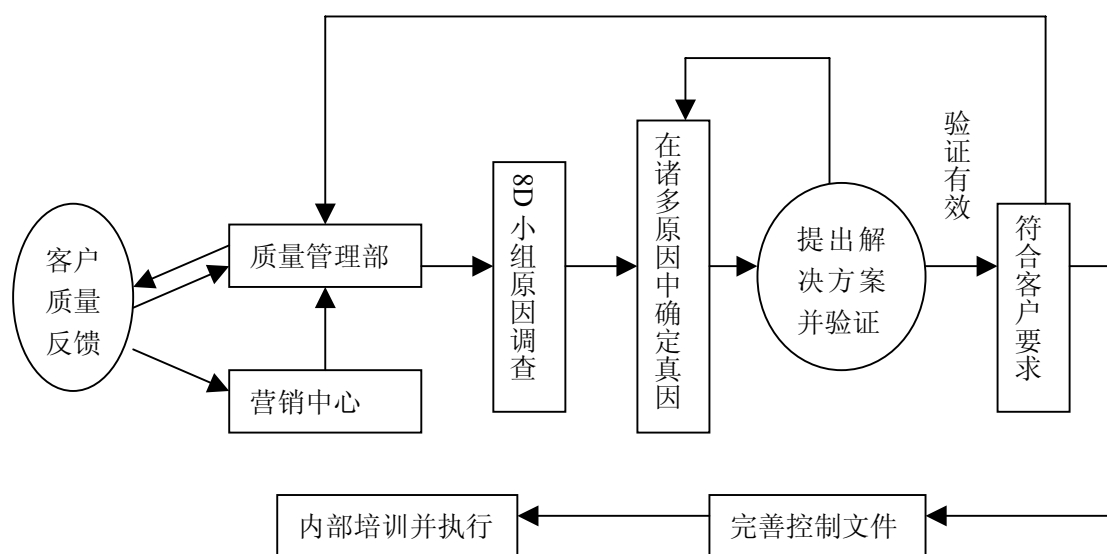 客户
质量
反馈
质量管理部
营销中心
8D 小组原因调查
在诸多原因中确定真因
提出解
决方案
并验证
验证有效
符合客户要求
完善控制文件
内部培训并执行